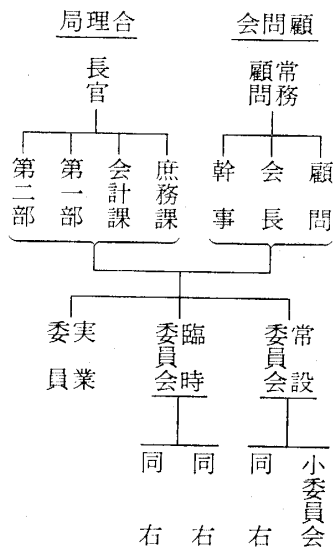 顧問会
常務
顧問
顧問
会長
幹事
合理局
長官
庶務課
会計課
第一部
第二部
常設
委員会
小委員会
同右
臨時
委員会
同右
同右
実業
委員